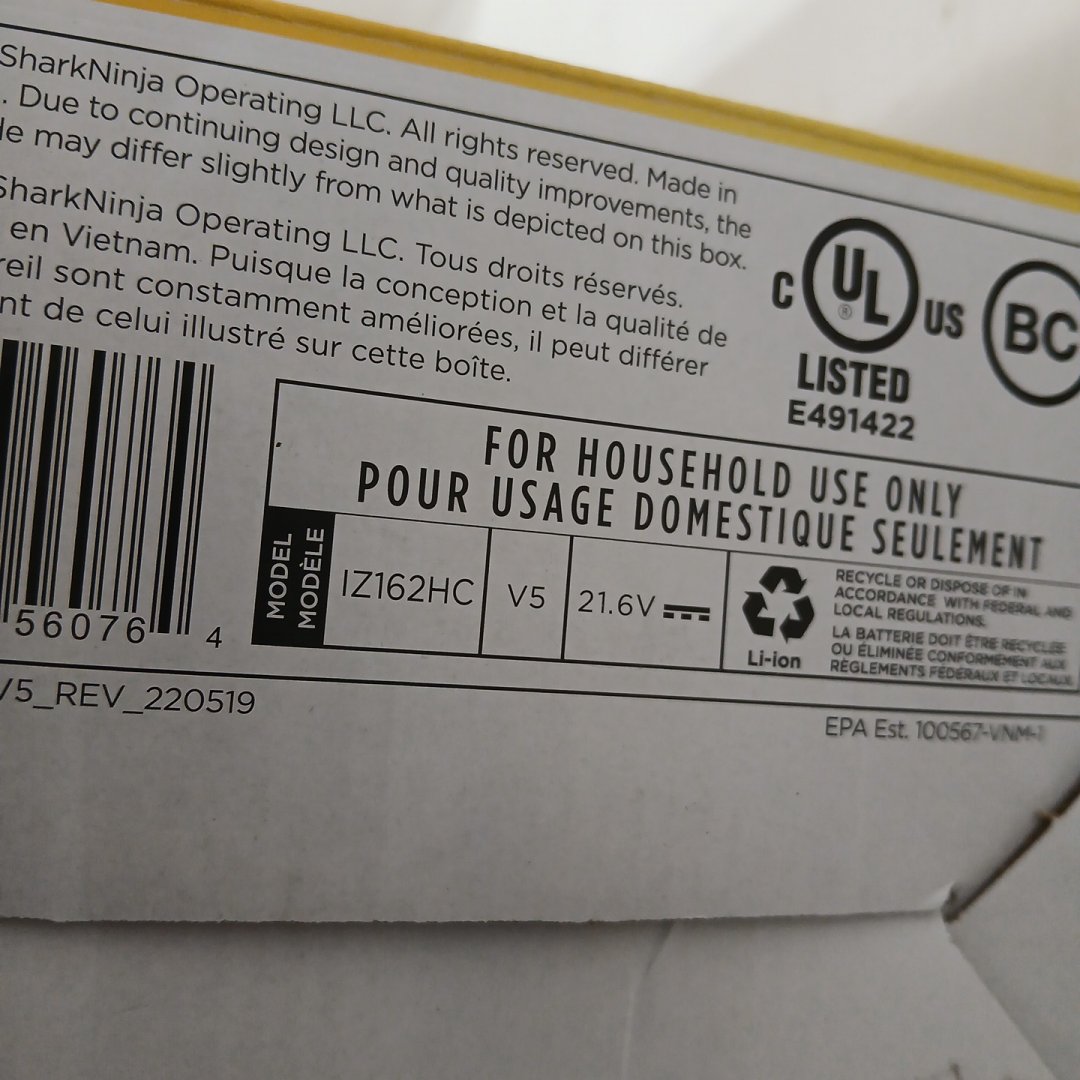 SharkNinja Operating LLC. All rights reserved. Made in
. Due to continuing design and quality improvements, the
le may differ slightly from what is depicted on this box.
SharkNinja Operating LLC. Tous droits réservés.
en Vietnam. Puisque la conception et la qualité de
reil sont constamment améliorées, il peut différer
nt de celui illustré sur cette boîte.
C UL ® US
LISTED
E491422
BC
FOR HOUSEHOLD USE ONLY
POUR USAGE DOMESTIQUE SEULEMENT
MODEL
MODÈLE
IZ162HC
V5
21.6V
Li-ion
RECYCLE OR DISPOSE OF IN
ACCORDANCE WITH FEDERAL AND
LOCAL REGULATIONS.
LA BATTERIE DOIT ÊTRE RECYCLÉE
OU ÉLIMINÉE CONFORMÉMENT AUX
RÈGLEMENTS FÉDÉRAUX ET LOCAUX.
56076 4
V5_REV_220519
EPA Est. 100567-VNM-1